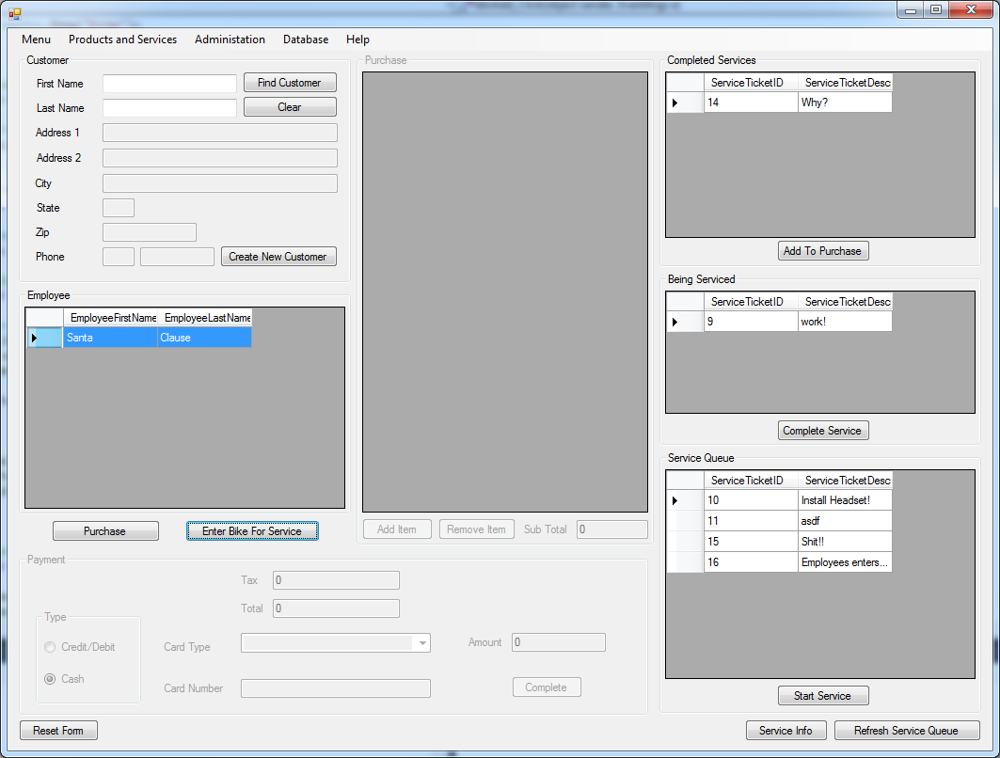 Menu Products and Services Administation Database Help
Customer
First Name Find Customer
Last Name Clear
Address 1
Address 2
City
State
Zip
Phone Create New Customer
Employee
EmployeeFirstName EmployeeLastName
Santa Clause
Purchase Enter Bike For Service
Purchase
Add Item Remove Item Sub Total 0
Payment
Tax 0
Total 0
Type
Credit/Debit
Cash
Card Type Amount 0
Card Number Complete
Reset Form
Completed Services
ServiceTicketID ServiceTicketDesc
14 Why?
Add To Purchase
Being Serviced
ServiceTicketID ServiceTicketDesc
9 work!
Complete Service
Service Queue
ServiceTicketID ServiceTicketDesc
10 Install Headset!
11 asdf
15 Shit!!
16 Employees enters...
Start Service
Service Info Refresh Service Queue